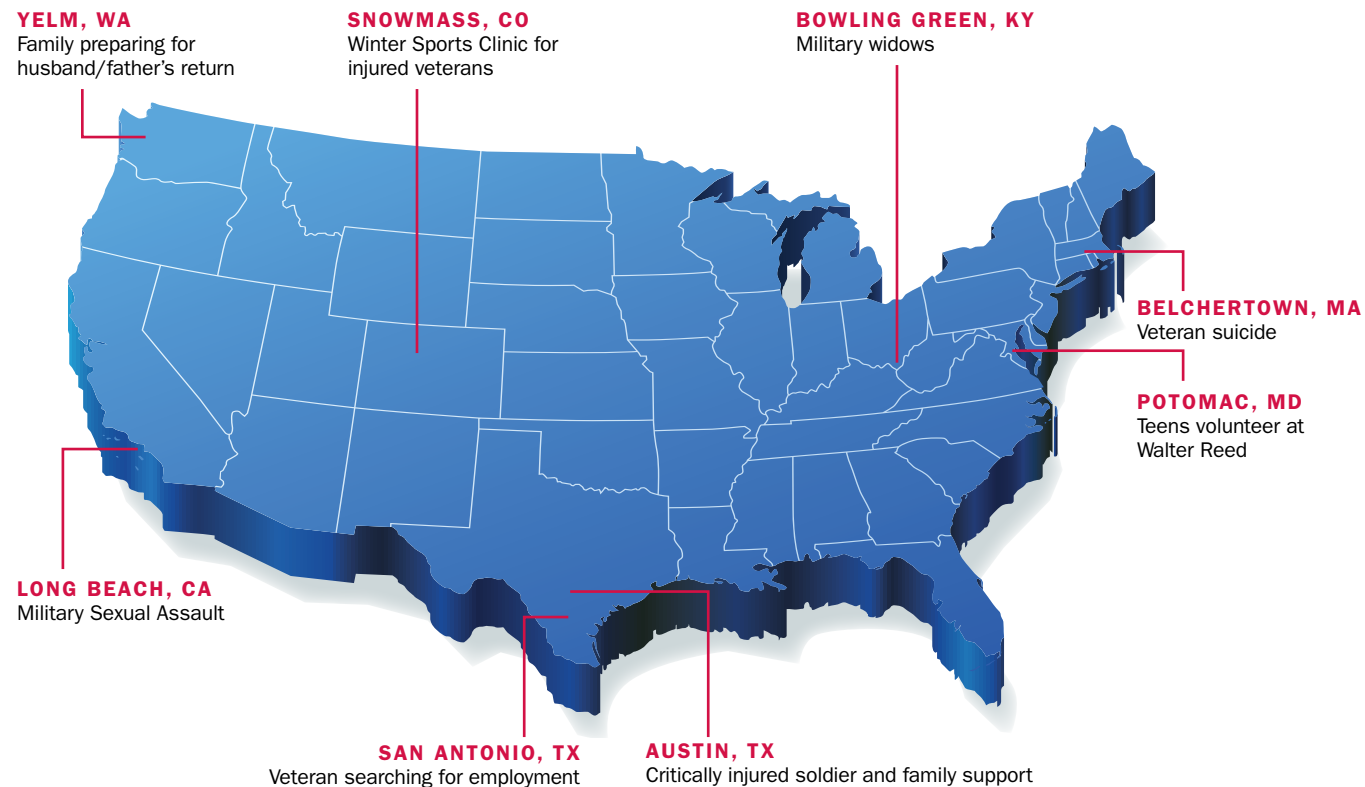 YELM, WA
Family preparing for
husband/father's return
SNOWMASS, CO
Winter Sports Clinic for
injured veterans
BOWLING GREEN, KY
Military widows
BELCHERTOWN, MA
Veteran suicide
POTOMAC, MD
Teens volunteer at
Walter Reed
LONG BEACH, CA
Military Sexual Assault
SAN ANTONIO, TX
Veteran searching for employment
AUSTIN, TX
Critically injured soldier and family support